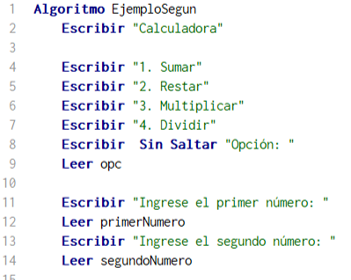 1 Algoritmo EjemploSegun
2 Escribir "Calculadora"
3
4 Escribir "1. Sumar"
5 Escribir "2. Restar"
6 Escribir "3. Multiplicar"
7 Escribir "4. Dividir"
8 Escribir Sin Saltar "Opción: "
9 Leer opc
10
11 Escribir "Ingrese el primer número: "
12 Leer primerNumero
13 Escribir "Ingrese el segundo número: "
14 Leer segundoNumero
15